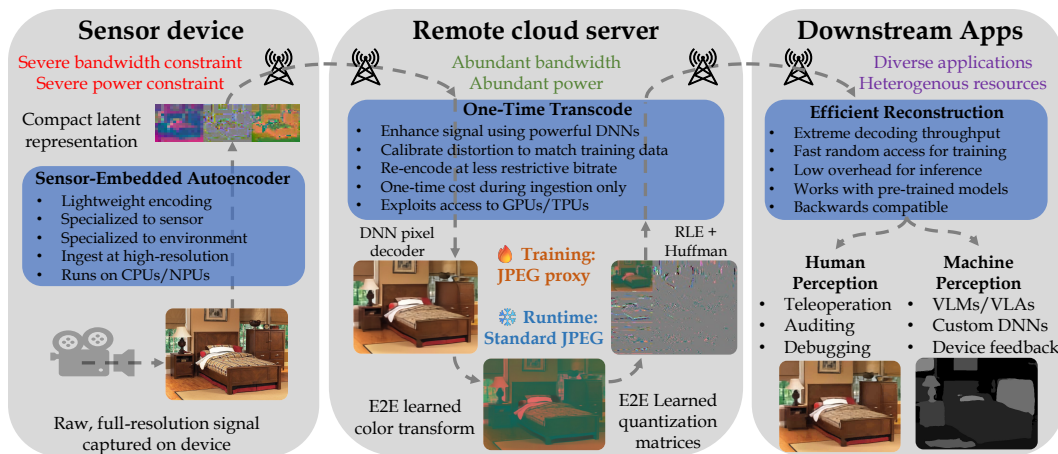 Sensor device
Severe bandwidth constraint
Severe power constraint
Compact latent
representation
Sensor-Embedded Autoencoder
• Lightweight encoding
• Specialized to sensor
• Specialized to environment
• Ingest at high-resolution
• Runs on CPUs/NPUs
Raw, full-resolution signal
captured on device
Remote cloud server
Abundant bandwidth
Abundant power
One-Time Transcode
• Enhance signal using powerful DNNs
• Calibrate distortion to match training data
• Re-encode at less restrictive bitrate
• One-time cost during ingestion only
• Exploits access to GPUs/TPUs
DNN pixel
decoder
Training:
JPEG proxy
Runtime:
Standard JPEG
RLE +
Huffman
E2E learned
color transform
E2E Learned
quantization
matrices
Downstream Apps
Diverse applications
Heterogenous resources
Efficient Reconstruction
• Extreme decoding throughput
• Fast random access for training
• Low overhead for inference
• Works with pre-trained models
• Backwards compatible
Human
Perception
• Teleoperation
• Auditing
• Debugging
Machine
Perception
• VLMs/VLAs
• Custom DNNs
• Device feedback